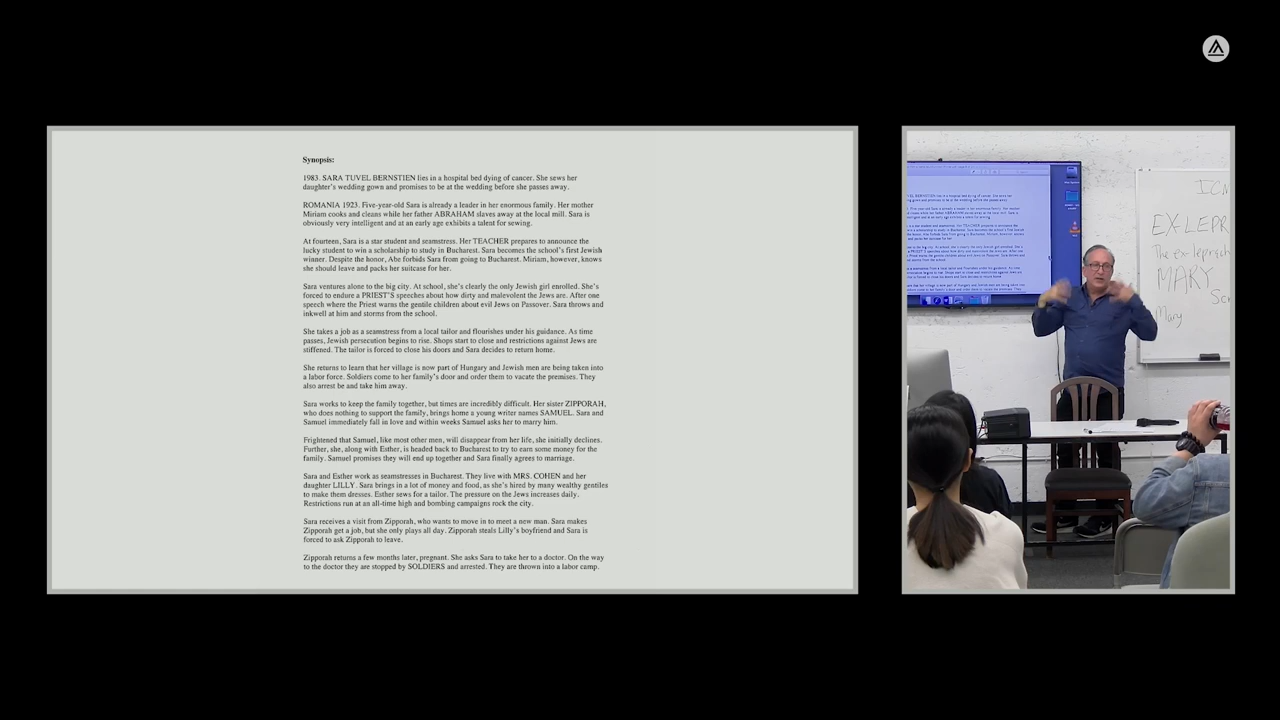 Synopsis:
1983. SARA TUVEL BERNSTIEN lies in a hospital bed dying of cancer. She sews her
daughter's wedding gown and promises to be at the wedding before she passes away.
ROMANIA 1923. Five-year-old Sara is already a leader in her enormous family. Her mother
Miriam cooks and cleans while her father ABRAHAM slaves away at the local mill. Sara is
obviously very intelligent and at an early age exhibits a talent for sewing.
At fourteen, Sara is a star student and seamstress. Her TEACHER prepares to announce the
lucky student to win a scholarship to study in Bucharest. Sara becomes the school's first Jewish
winner. Despite the honor, Abe forbids Sara from going to Bucharest. Miriam, however, knows
she should leave and packs her suitcase for her.
Sara ventures alone to the big city. At school, she's clearly the only Jewish girl enrolled. She's
forced to endure a PRIEST'S speeches about how dirty and malevolent the Jews are. After one
speech where the Priest warns the gentile children about evil Jews on Passover. Sara throws and
inkwell at him and storms from the school.
She takes a job as a seamstress from a local tailor and flourishes under his guidance. As time
passes, Jewish persecution begins to rise. Shops start to close and restrictions against Jews are
stiffened. The tailor is forced to close his doors and Sara decides to return home.
She returns to learn that her village is now part of Hungary and Jewish men are being taken into
a labor force. Soldiers come to her family's door and order them to vacate the premises. They
also arrest be and take him away.
Sara works to keep the family together, but times are incredibly difficult. Her sister ZIPPORAH,
who does nothing to support the family, brings home a young writer names SAMUEL. Sara and
Samuel immediately fall in love and within weeks Samuel asks her to marry him.
Frightened that Samuel, like most other men, will disappear from her life, she initially declines.
Further, she, along with Esther, is headed back to Bucharest to try to earn some money for the
family. Samuel promises they will end up together and Sara finally agrees to marriage.
Sara and Esther work as seamstresses in Bucharest. They live with MRS. COHEN and her
daughter LILLY. Sara brings in a lot of money and food, as she's hired by many wealthy gentiles
to make them dresses. Esther sews for a tailor. The pressure on the Jews increases daily.
Restrictions run at an all-time high and bombing campaigns rock the city.
Sara receives a visit from Zipporah, who wants to move in to meet a new man. Sara makes
Zipporah get a job, but she only plays all day. Zipporah steals Lilly's boyfriend and Sara is
forced to ask Zipporah to leave.
Zipporah returns a few months later, pregnant. She asks Sara to take her to a doctor. On the way
to the doctor they are stopped by SOLDIERS and arrested. They are thrown into a labor camp.
Mary